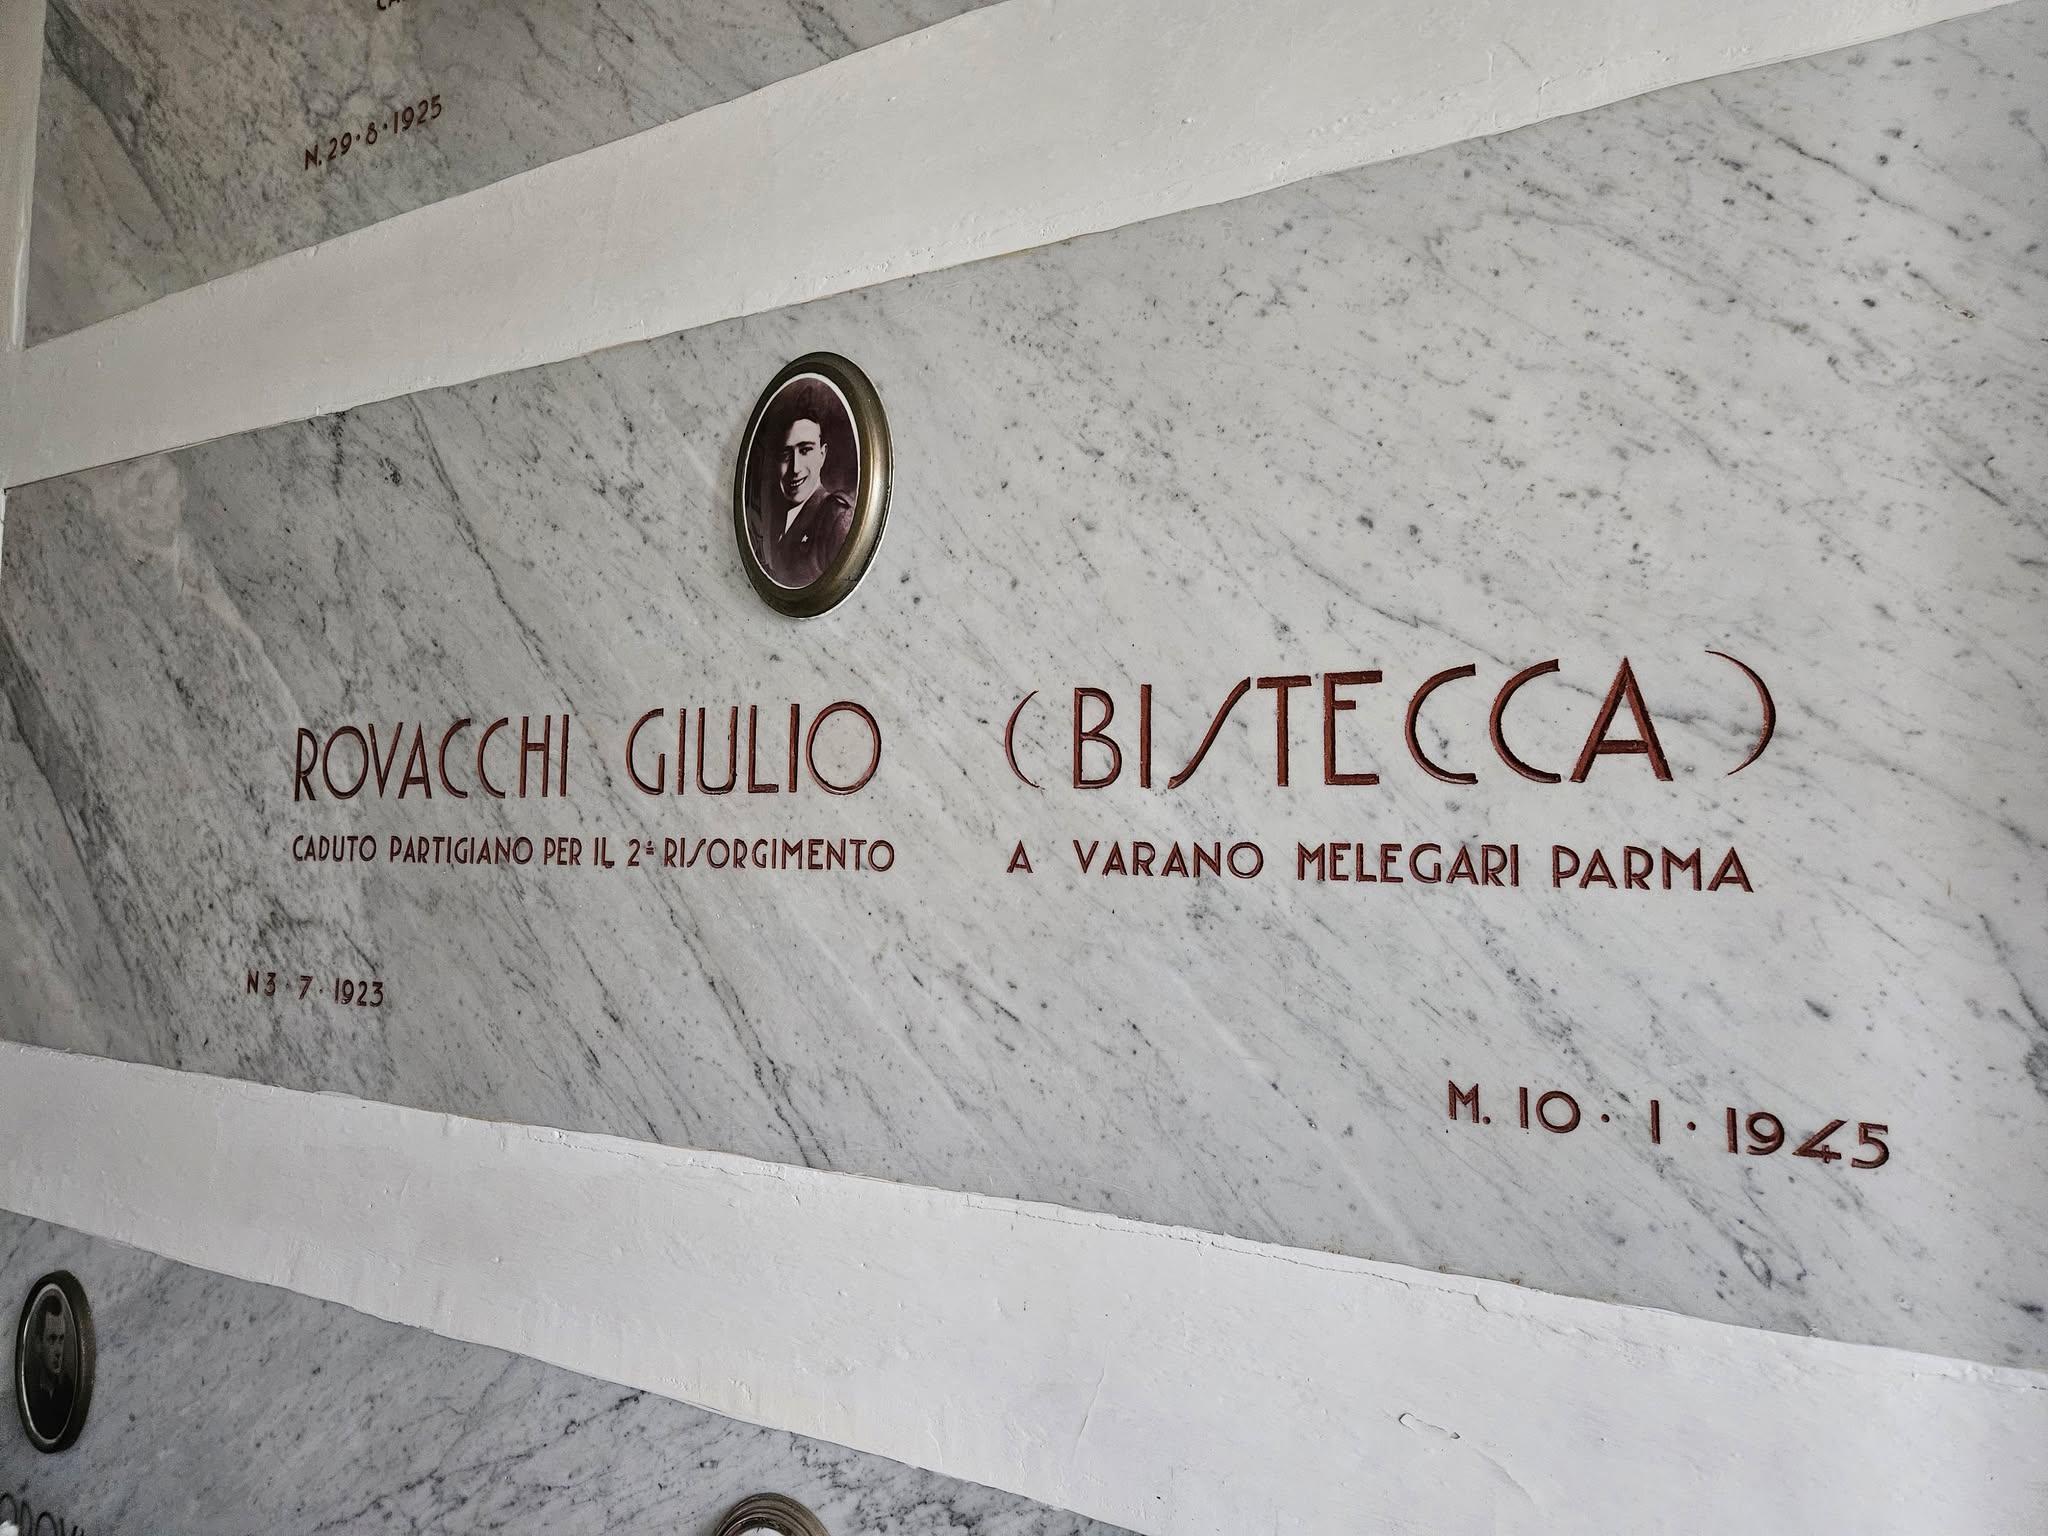 N. 29·8·1925
ROVACCHI GIULIO (BISTECCA)
CADUTO PARTIGIANO PER IL 2° RISORGIMENTO A VARANO MELEGARI PARMA
N 3·7·1923
M. 10·1·1945